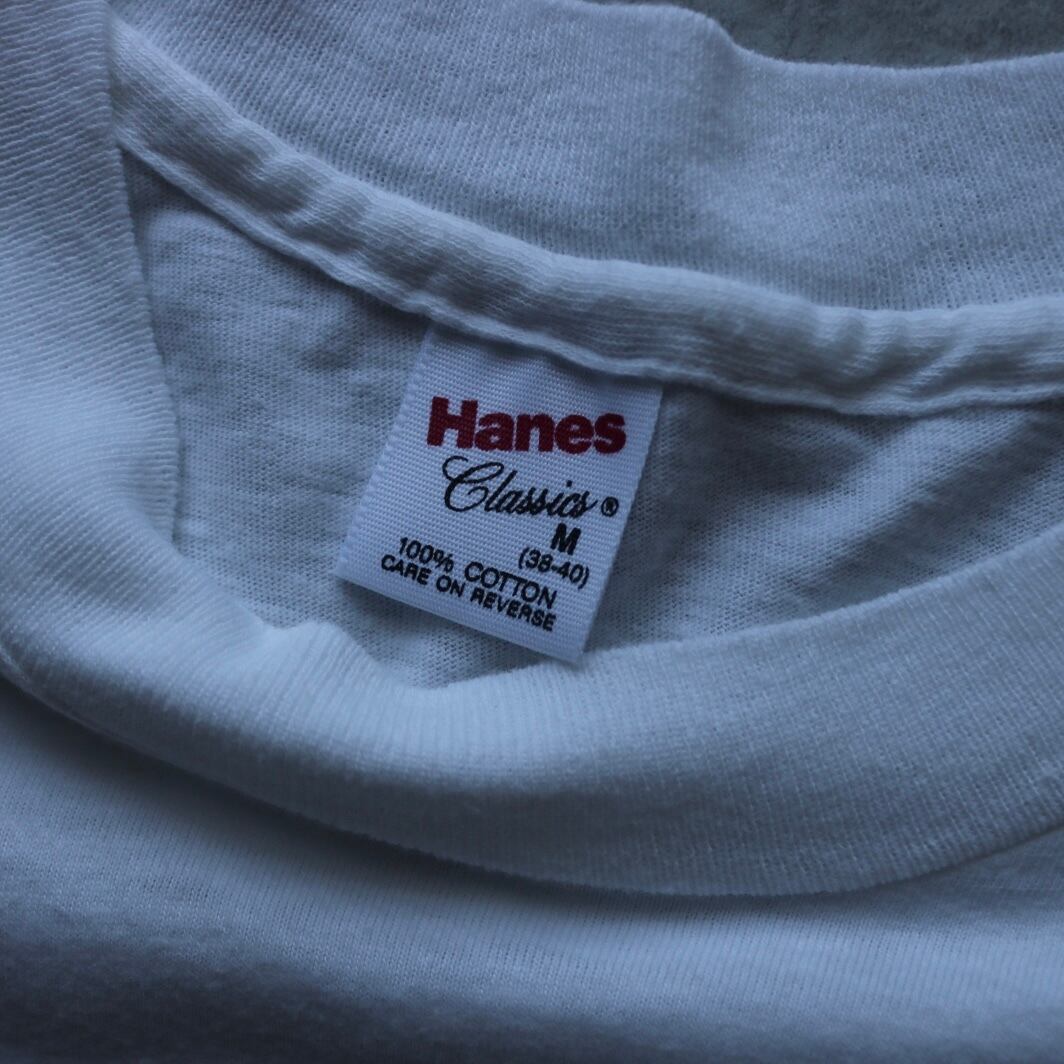 Hanes
Classics®
M
(38-40)
100% COTTON
CARE ON REVERSE